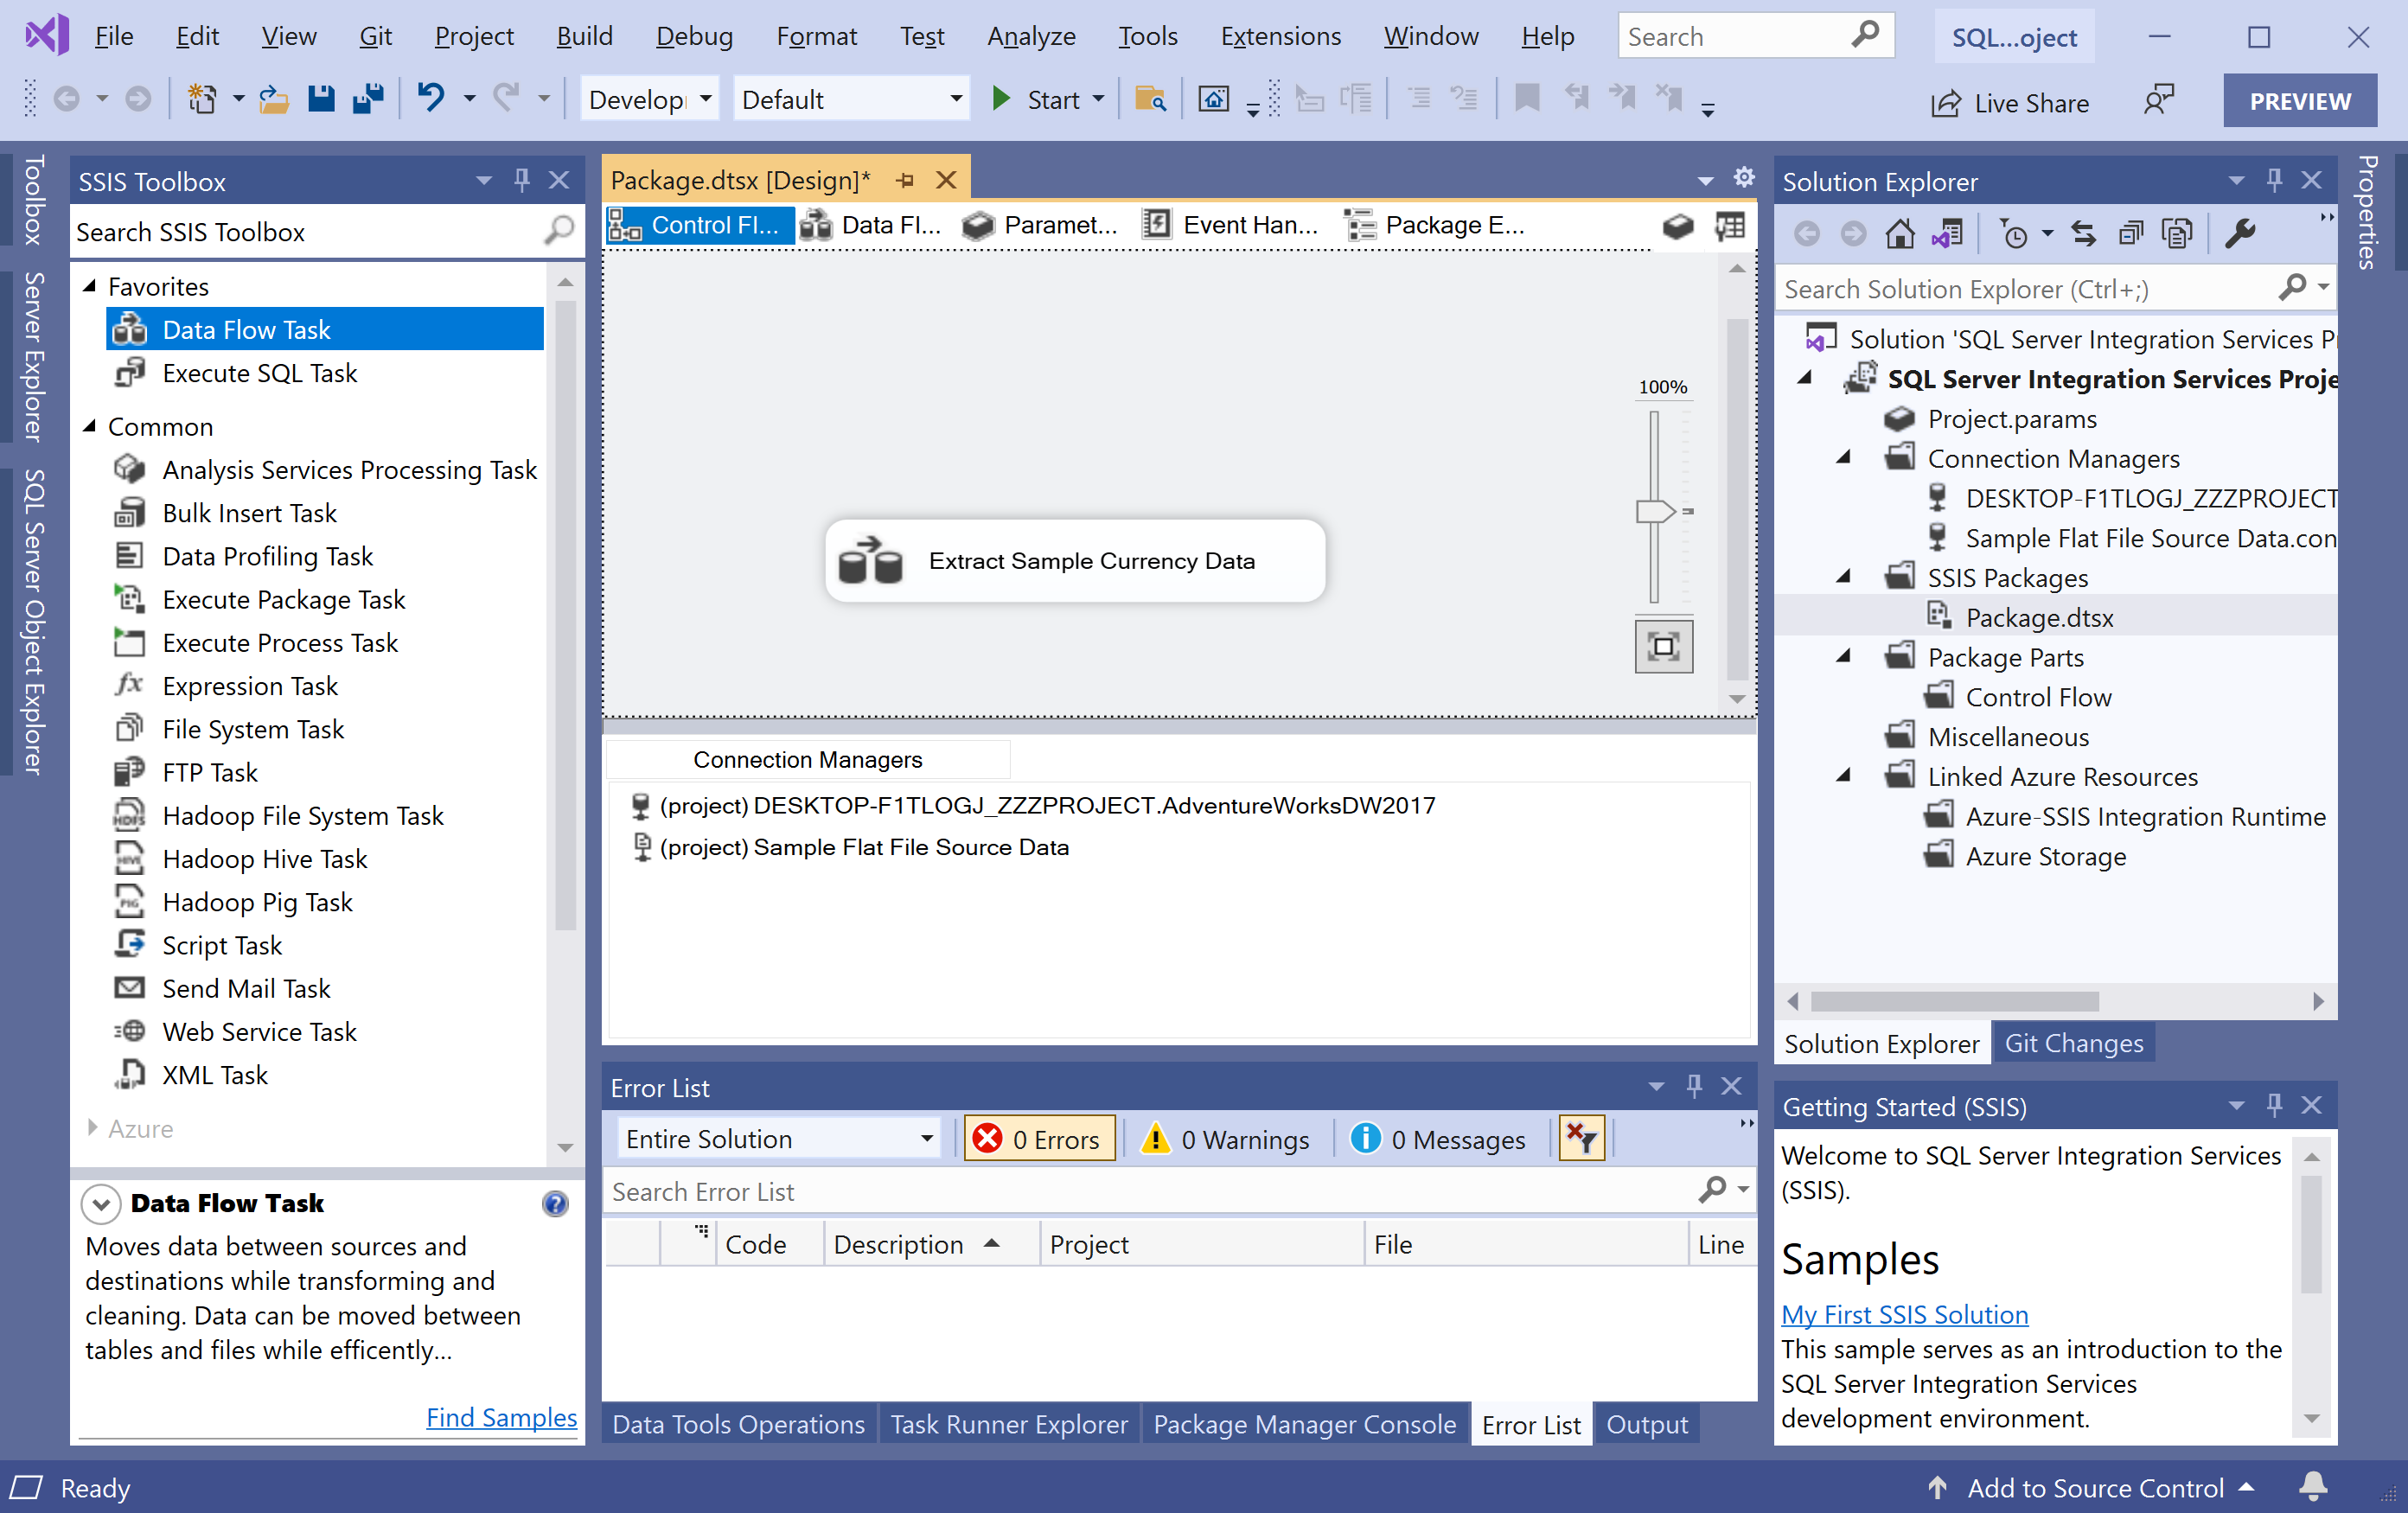 File Edit View Git Project Build Debug Format Test Analyze Tools Extensions Window Help Search SQL...oject
Develop Default Start Live Share PREVIEW
Toolbox
Server Explorer
SQL Server Object Explorer
SSIS Toolbox
Search SSIS Toolbox
Favorites
Data Flow Task
Execute SQL Task
Common
Analysis Services Processing Task
Bulk Insert Task
Data Profiling Task
Execute Package Task
Execute Process Task
Expression Task
File System Task
FTP Task
Hadoop File System Task
Hadoop Hive Task
Hadoop Pig Task
Script Task
Send Mail Task
Web Service Task
XML Task
Azure
Data Flow Task
Moves data between sources and
destinations while transforming and
cleaning. Data can be moved between
tables and files while efficently...
Find Samples
Package.dtsx [Design]*
Control Fl... Data Fl... Paramet... Event Han... Package E...
100%
Extract Sample Currency Data
Connection Managers
(project) DESKTOP-F1TLOGJ_ZZZPROJECT.AdventureWorksDW2017
(project) Sample Flat File Source Data
Error List
Entire Solution 0 Errors 0 Warnings 0 Messages
Search Error List
Code Description Project File Line
Data Tools Operations Task Runner Explorer Package Manager Console Error List Output
Solution Explorer
Search Solution Explorer (Ctrl+;)
Solution 'SQL Server Integration Services P
SQL Server Integration Services Proje
Project.params
Connection Managers
DESKTOP-F1TLOGJ_ZZZPROJECT
Sample Flat File Source Data.con
SSIS Packages
Package.dtsx
Package Parts
Control Flow
Miscellaneous
Linked Azure Resources
Azure-SSIS Integration Runtime
Azure Storage
Solution Explorer Git Changes
Getting Started (SSIS)
Welcome to SQL Server Integration Services
(SSIS).
Samples
My First SSIS Solution
This sample serves as an introduction to the
SQL Server Integration Services
development environment.
Properties
Ready Add to Source Control